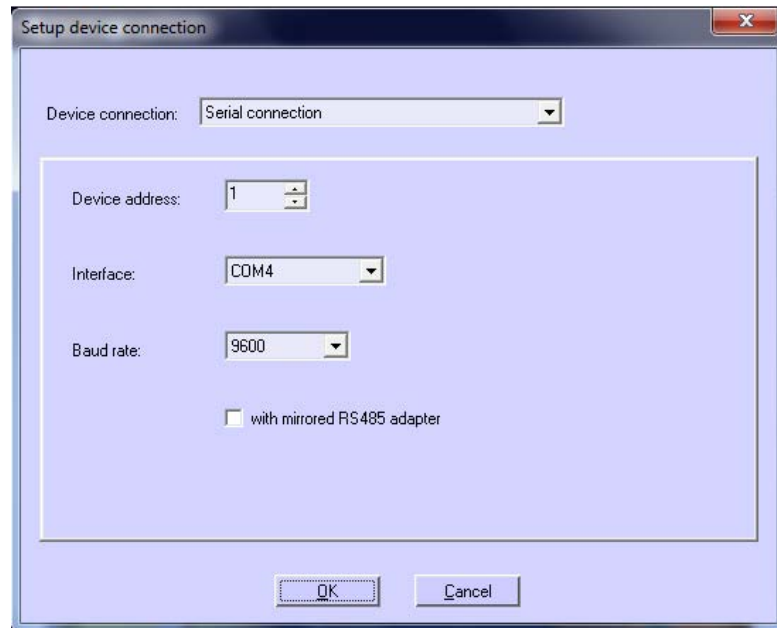 Setup device connection
Device connection: Serial connection
Device address: 1
Interface: COM4
Baud rate: 9600
with mirrored RS485 adapter
OK Cancel